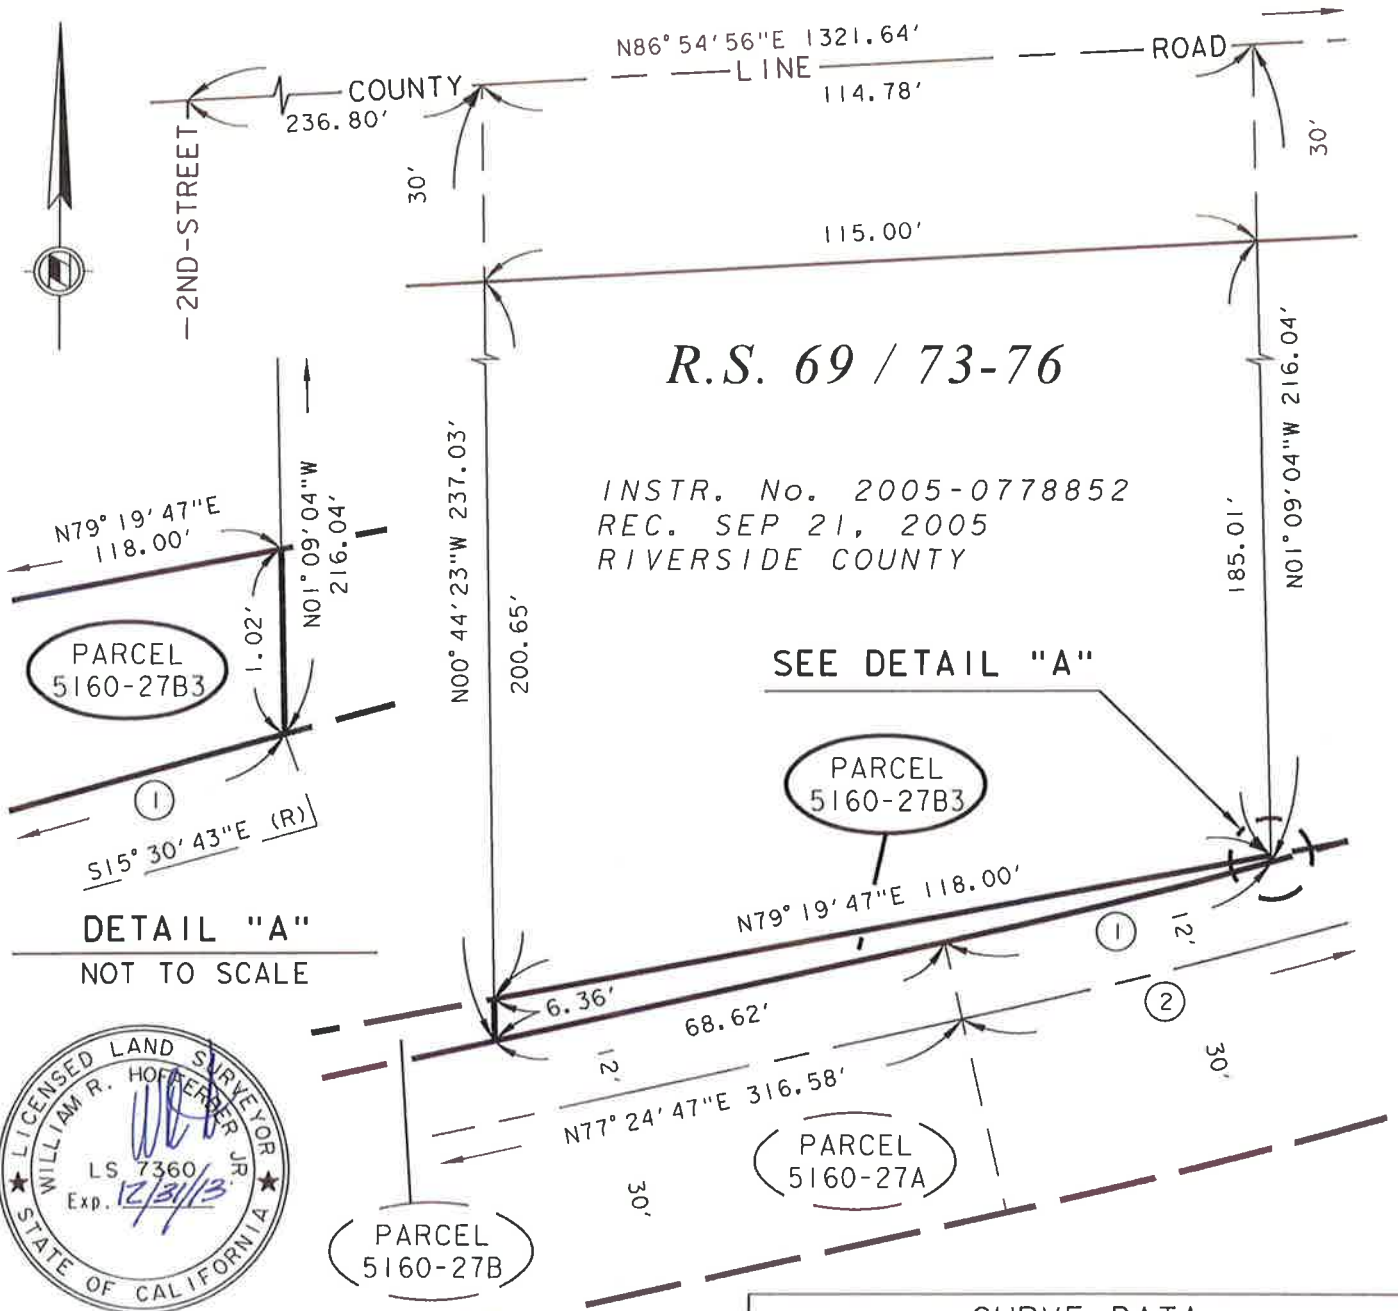 N86°54'56"E 1321.64'
COUNTY LINE ROAD
236.80'
114.78'
30'
30'
-2ND-STREET
115.00'
R.S. 69 / 73-76
INSTR. No. 2005-0778852
REC. SEP 21, 2005
RIVERSIDE COUNTY
N00°44'23"W 237.03'
200.65'
185.01'
N01°09'04"W 216.04'
SEE DETAIL "A"
N79°19'47"E
118.00'
N01°09'04"W
216.04'
1.02'
PARCEL
5160-27B3
1
S15°30'43"E (R)
DETAIL "A"
NOT TO SCALE
PARCEL
5160-27B3
N79°19'47"E 118.00'
6.36'
68.62'
1
12'
2
12'
30'
N77°24'47"E 316.58'
30'
PARCEL
5160-27A
PARCEL
5160-27B
LICENSED LAND SURVEYOR
WILLIAM R. HOFFERBER JR.
LS 7360
Exp. 12/31/13
STATE OF CALIFORNIA
CURVE DATA